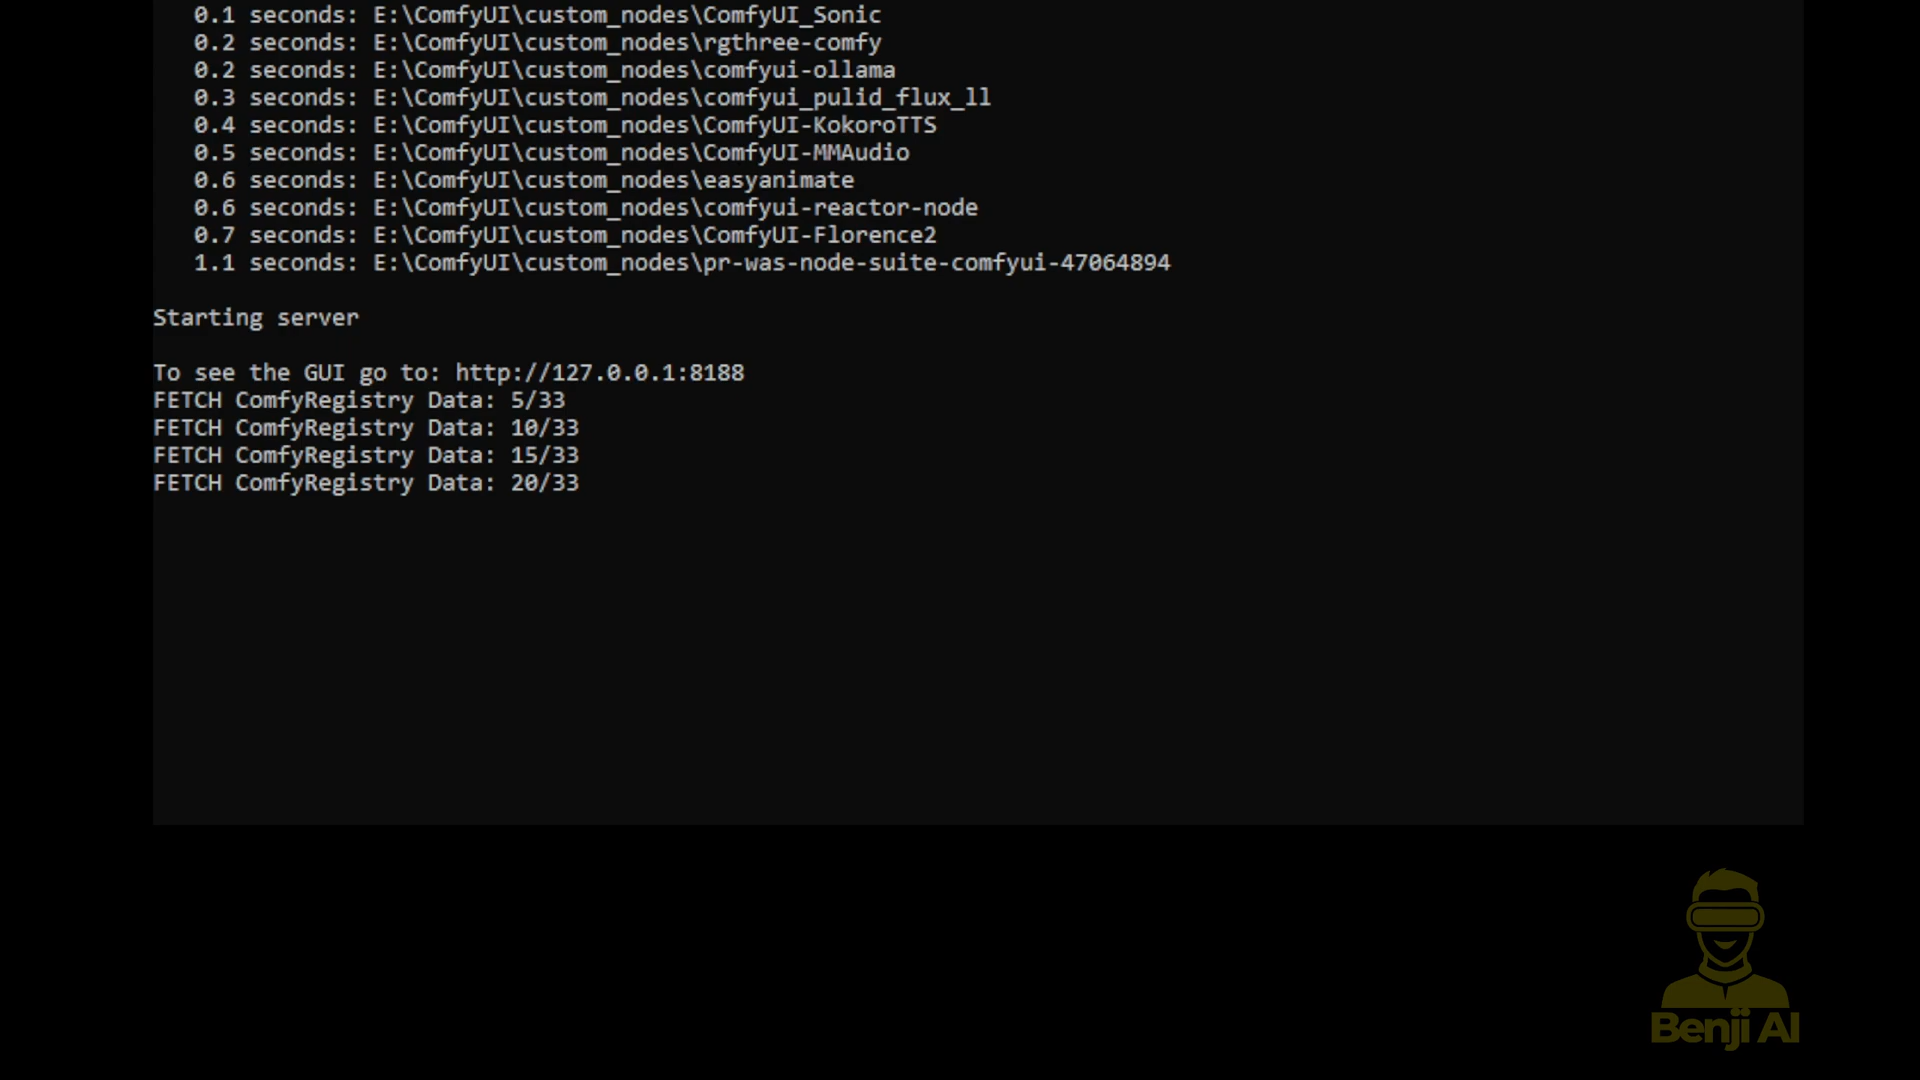 0.1 seconds: E:\ComfyUI\custom_nodes\ComfyUI_Sonic
0.2 seconds: E:\ComfyUI\custom_nodes\rgthree-comfy
0.2 seconds: E:\ComfyUI\custom_nodes\comfyui-ollama
0.3 seconds: E:\ComfyUI\custom_nodes\comfyui_pulid_flux_ll
0.4 seconds: E:\ComfyUI\custom_nodes\ComfyUI-KokoroTTS
0.5 seconds: E:\ComfyUI\custom_nodes\ComfyUI-MMAudio
0.6 seconds: E:\ComfyUI\custom_nodes\easyanimate
0.6 seconds: E:\ComfyUI\custom_nodes\comfyui-reactor-node
0.7 seconds: E:\ComfyUI\custom_nodes\ComfyUI-Florence2
1.1 seconds: E:\ComfyUI\custom_nodes\pr-was-node-suite-comfyui-47064894
Starting server
To see the GUI go to: http://127.0.0.1:8188
FETCH ComfyRegistry Data: 5/33
FETCH ComfyRegistry Data: 10/33
FETCH ComfyRegistry Data: 15/33
FETCH ComfyRegistry Data: 20/33
Benji AI